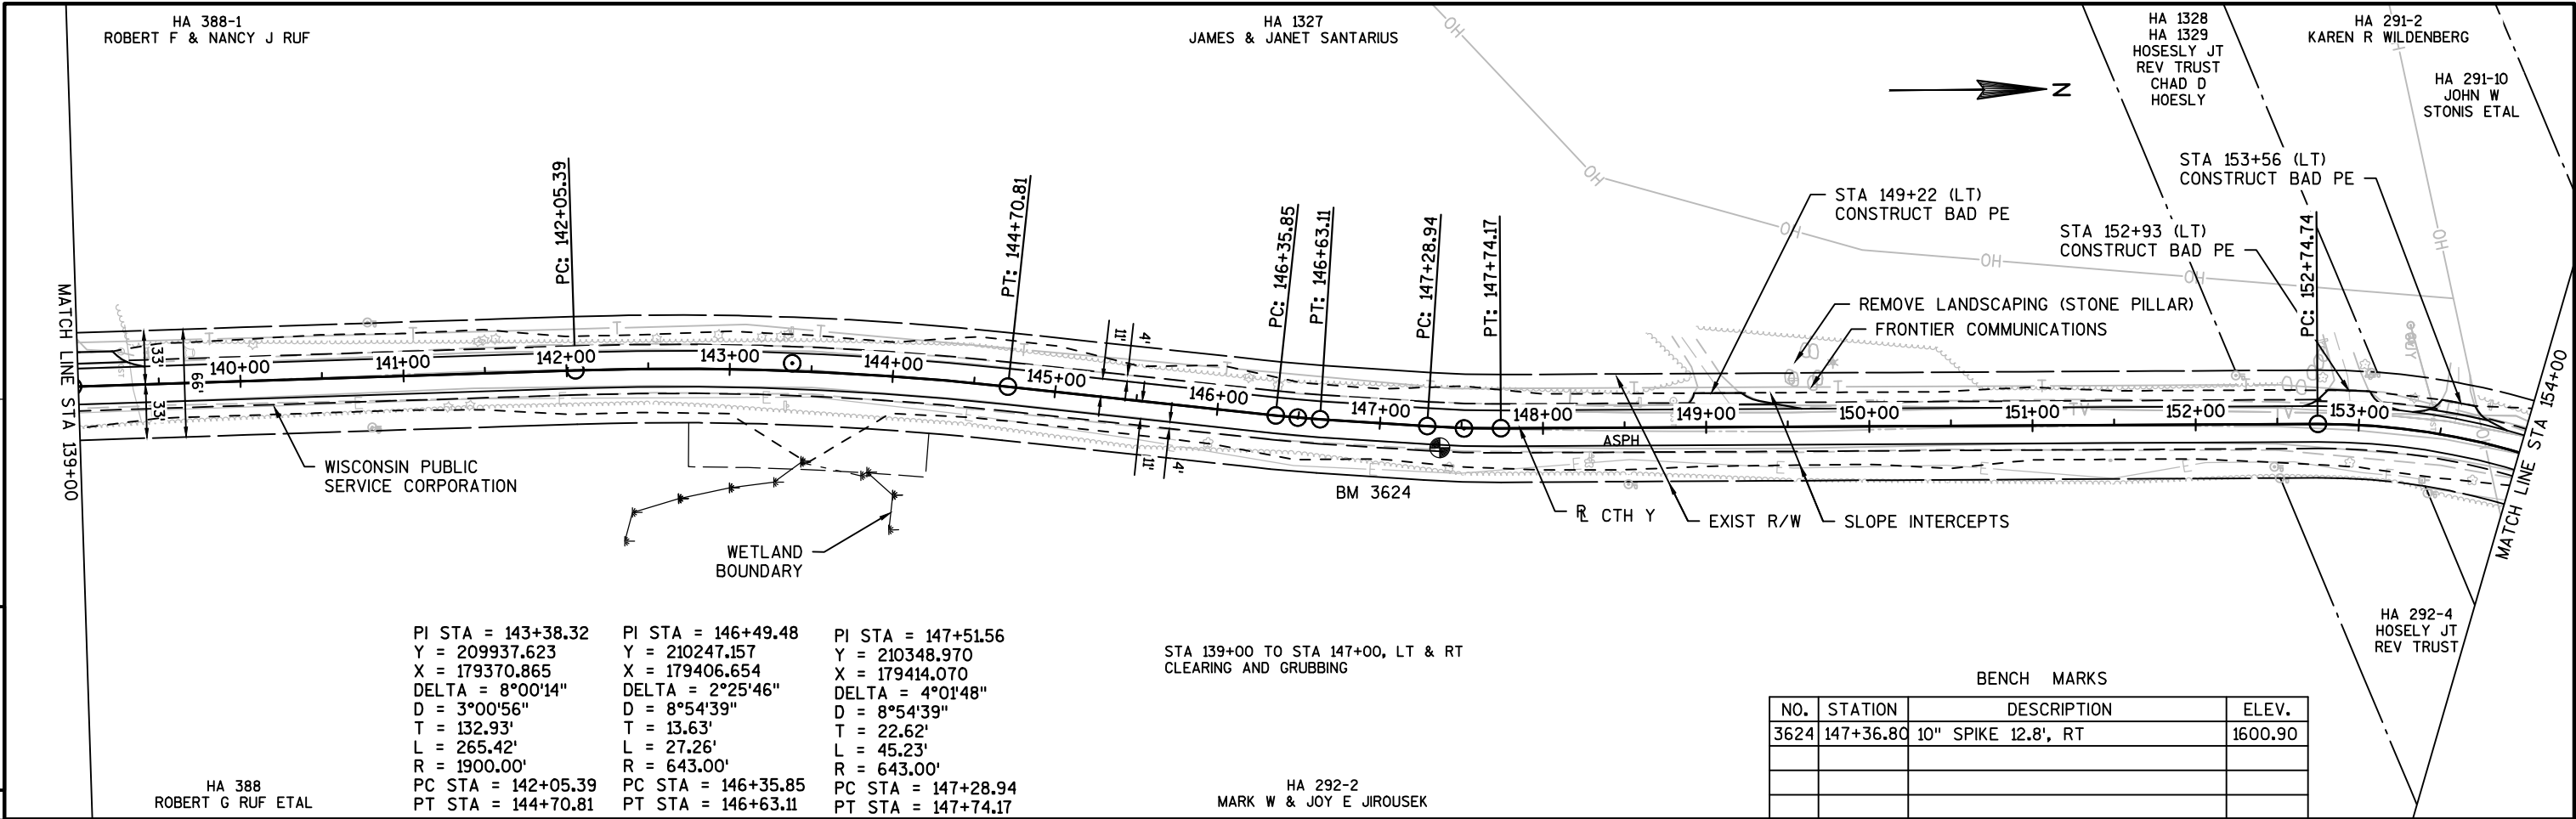 HA 388-1
ROBERT F & NANCY J RUF
HA 1327
JAMES & JANET SANTARIUS
HA 1328
HA 1329
HOSESLY JT
REV TRUST
CHAD D
HOESLY
HA 291-2
KAREN R WILDENBERG
HA 291-10
JOHN W
STONIS ETAL
N
OH
OH
OH
OH
OH
OH
OH
STA 153+56 (LT)
CONSTRUCT BAD PE
STA 149+22 (LT)
CONSTRUCT BAD PE
STA 152+93 (LT)
CONSTRUCT BAD PE
REMOVE LANDSCAPING (STONE PILLAR)
FRONTIER COMMUNICATIONS
PC: 142+05.39
PT: 144+70.81
PC: 146+35.85
PT: 146+63.11
PC: 147+28.94
PT: 147+74.17
PC: 152+74.74
MATCH LINE STA 139+00
33'
33'
66'
140+00
141+00
142+00
143+00
144+00
145+00
146+00
147+00
148+00
149+00
150+00
151+00
152+00
153+00
11'
4'
11'
4'
ASPH
TV
MATCH LINE STA 154+00
WISCONSIN PUBLIC
SERVICE CORPORATION
WETLAND
BOUNDARY
BM 3624
R/L CTH Y
EXIST R/W
SLOPE INTERCEPTS
PI STA = 143+38.32
Y = 209937.623
X = 179370.865
DELTA = 8°00'14"
D = 3°00'56"
T = 132.93'
L = 265.42'
R = 1900.00'
PC STA = 142+05.39
PT STA = 144+70.81
PI STA = 146+49.48
Y = 210247.157
X = 179406.654
DELTA = 2°25'46"
D = 8°54'39"
T = 13.63'
L = 27.26'
R = 643.00'
PC STA = 146+35.85
PT STA = 146+63.11
PI STA = 147+51.56
Y = 210348.970
X = 179414.070
DELTA = 4°01'48"
D = 8°54'39"
T = 22.62'
L = 45.23'
R = 643.00'
PC STA = 147+28.94
PT STA = 147+74.17
STA 139+00 TO STA 147+00, LT & RT
CLEARING AND GRUBBING
HA 292-4
HOSELY JT
REV TRUST
BENCH MARKS
NO. STATION DESCRIPTION ELEV.
3624 147+36.80 10" SPIKE 12.8', RT 1600.90
HA 388
ROBERT G RUF ETAL
HA 292-2
MARK W & JOY E JIROUSEK